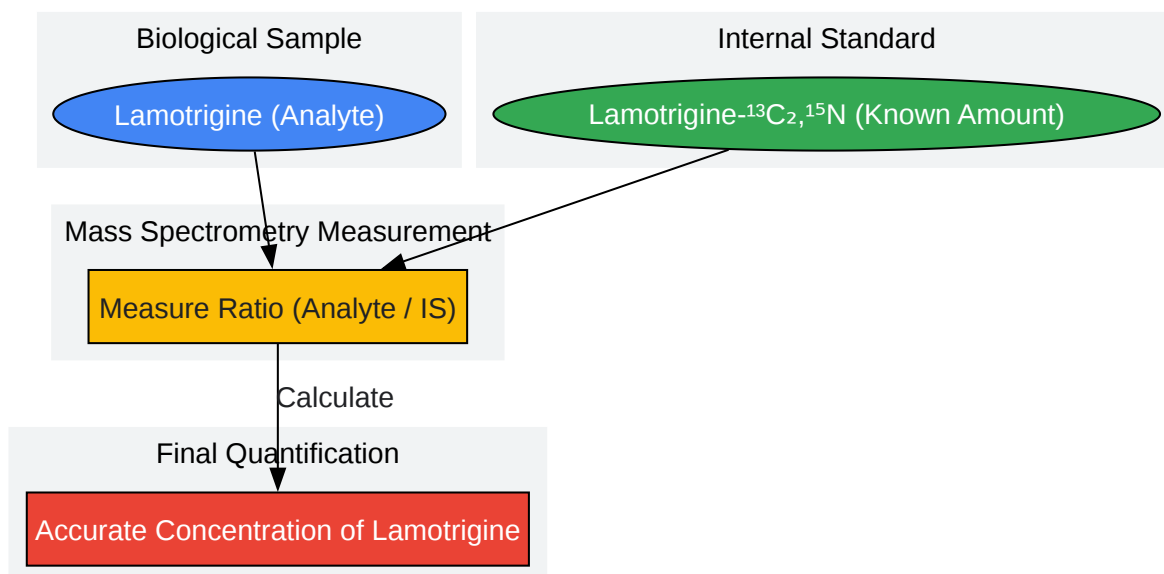 Biological Sample
Internal Standard
Lamotrigine (Analyte)
Lamotrigine-¹³C₂,¹⁵N (Known Amount)
Mass Spectrometry Measurement
Measure Ratio (Analyte / IS)
Calculate
Final Quantification
Accurate Concentration of Lamotrigine